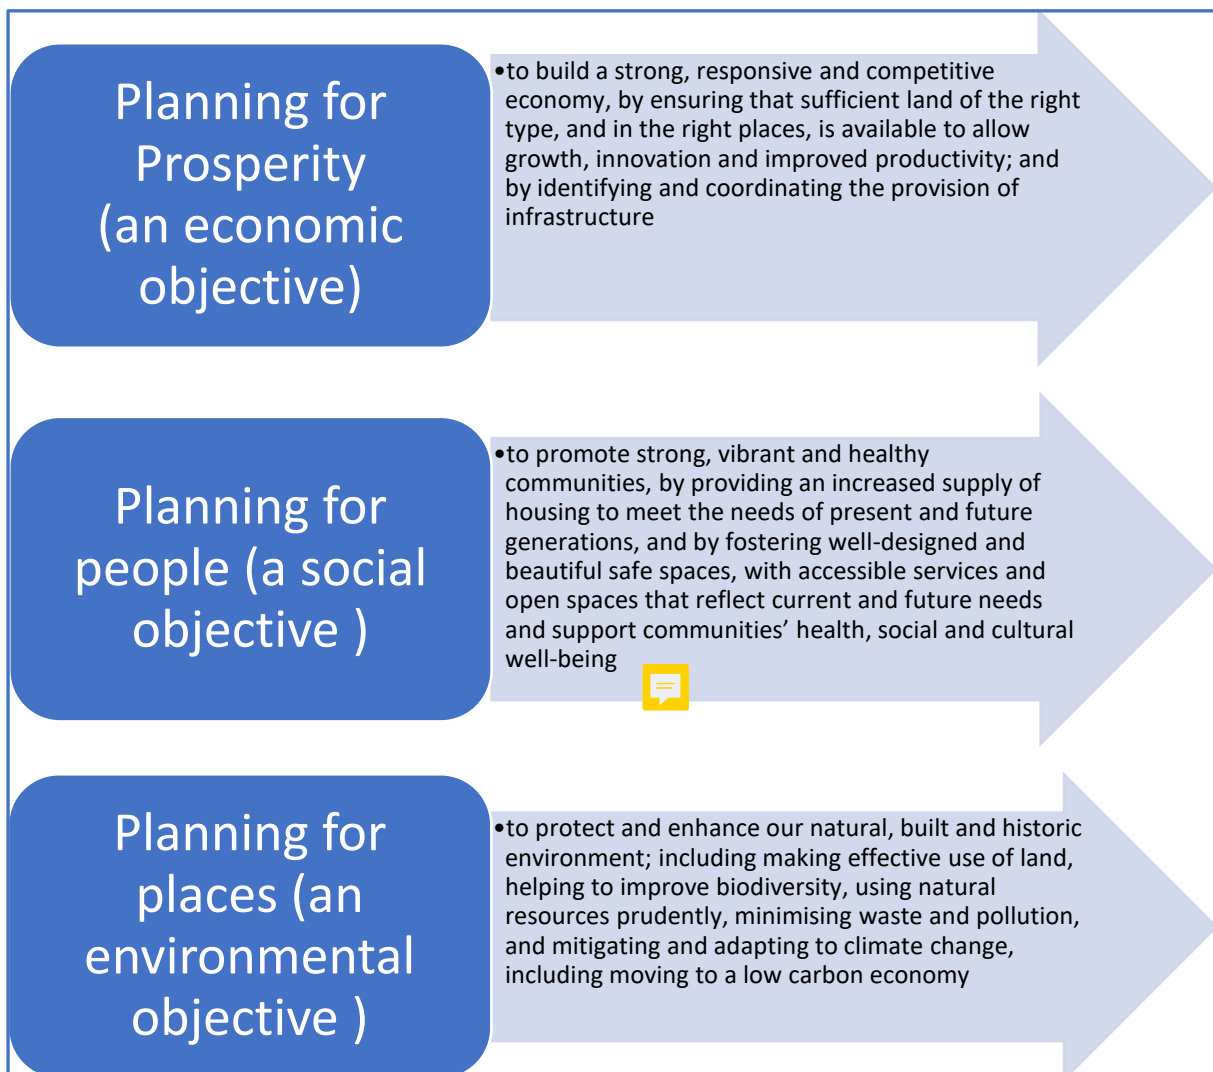 Planning for
Prosperity
(an economic
objective)
•to build a strong, responsive and competitive
economy, by ensuring that sufficient land of the right
type, and in the right places, is available to allow
growth, innovation and improved productivity; and
by identifying and coordinating the provision of
infrastructure
Planning for
people (a social
objective )
•to promote strong, vibrant and healthy
communities, by providing an increased supply of
housing to meet the needs of present and future
generations, and by fostering well-designed and
beautiful safe spaces, with accessible services and
open spaces that reflect current and future needs
and support communities’ health, social and cultural
well-being
Planning for
places (an
environmental
objective )
•to protect and enhance our natural, built and historic
environment; including making effective use of land,
helping to improve biodiversity, using natural
resources prudently, minimising waste and pollution,
and mitigating and adapting to climate change,
including moving to a low carbon economy